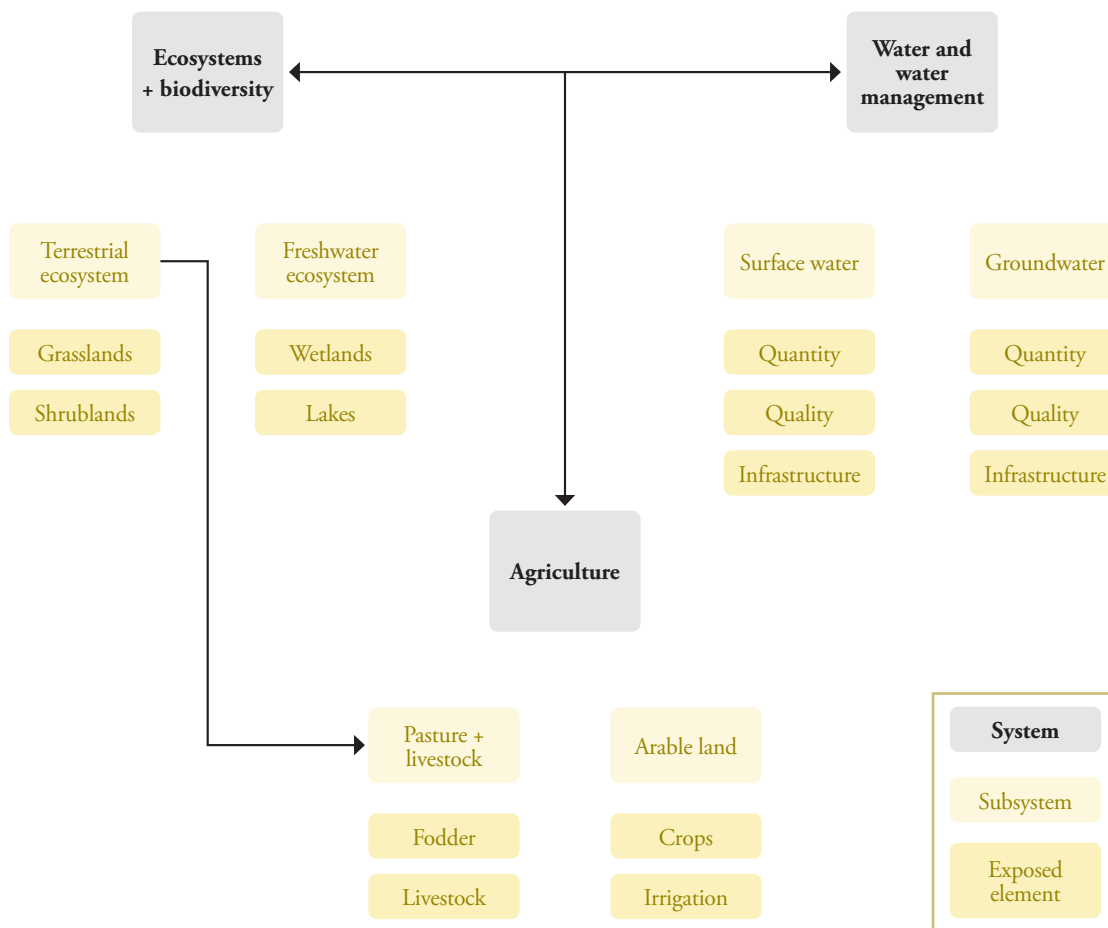 Ecosystems
+ biodiversity
Water and
water
management
Terrestrial
ecosystem
Freshwater
ecosystem
Surface water
Groundwater
Grasslands
Wetlands
Quantity
Quantity
Shrublands
Lakes
Quality
Quality
Infrastructure
Infrastructure
Agriculture
Pasture +
livestock
Arable land
Fodder
Crops
Livestock
Irrigation
System
Subsystem
Exposed
element